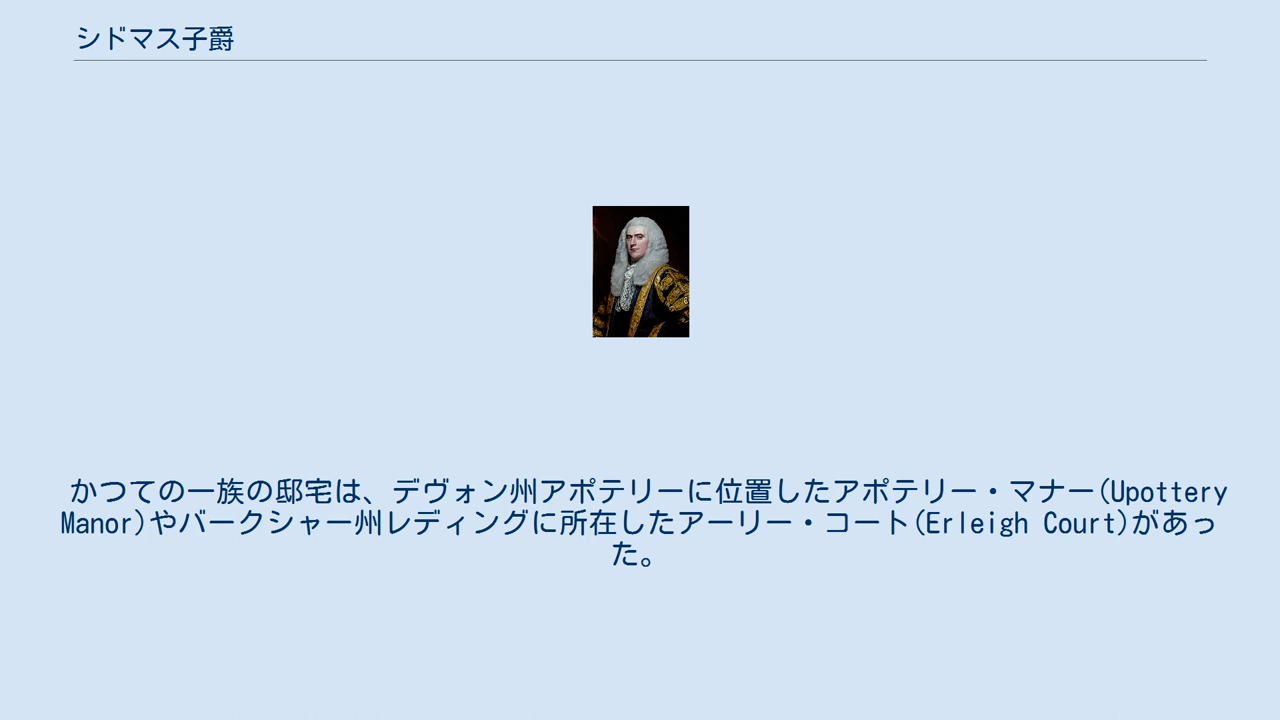 シドマス子爵
かつての一族の邸宅は、デヴォン州アポテリーに位置したアポテリー・マナー(Upottery
Manor)やバークシャー州レディングに所在したアーリー・コート(Erleigh Court)があっ
た。